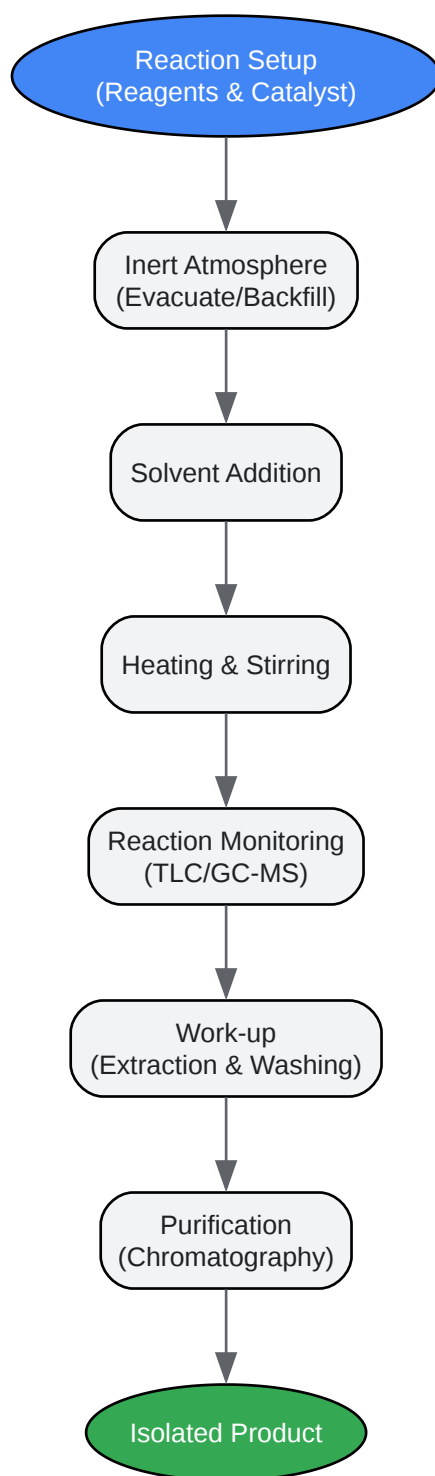 Reaction Setup
(Reagents & Catalyst)
Inert Atmosphere
(Evacuate/Backfill)
Solvent Addition
Heating & Stirring
Reaction Monitoring
(TLC/GC-MS)
Work-up
(Extraction & Washing)
Purification
(Chromatography)
Isolated Product